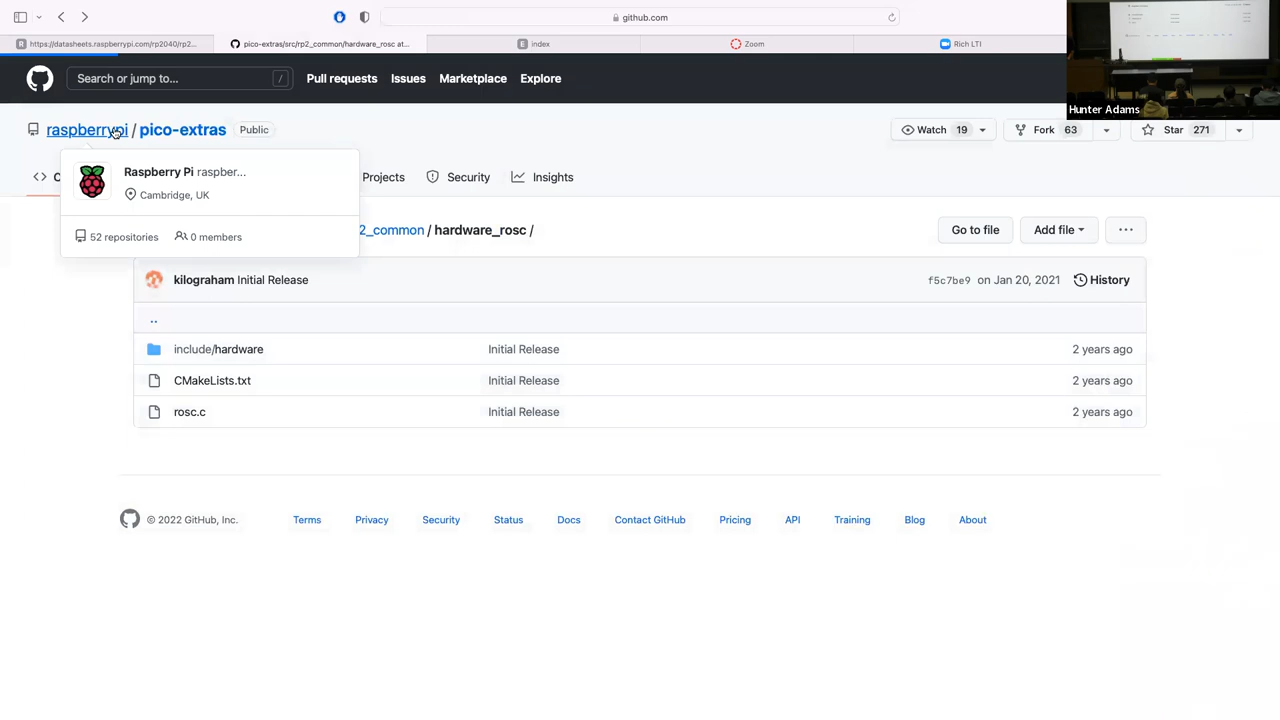 github.com
https://datasheets.raspberrypi.com/rp2040/rp2...
pico-extras/src/rp2_common/hardware_rosc at...
index
Zoom
Rich LTI
Hunter Adams
Search or jump to...
/
Pull requests
Issues
Marketplace
Explore
raspberrypi / pico-extras
Public
Watch 19
Fork 63
Star 271
Raspberry Pi raspber...
Cambridge, UK
52 repositories
0 members
Projects
Security
Insights
2_common / hardware_rosc /
Go to file
Add file
kilograham Initial Release
f5c7be9 on Jan 20, 2021
History
..
include/hardware
Initial Release
2 years ago
CMakeLists.txt
Initial Release
2 years ago
rosc.c
Initial Release
2 years ago
© 2022 GitHub, Inc.
Terms
Privacy
Security
Status
Docs
Contact GitHub
Pricing
API
Training
Blog
About